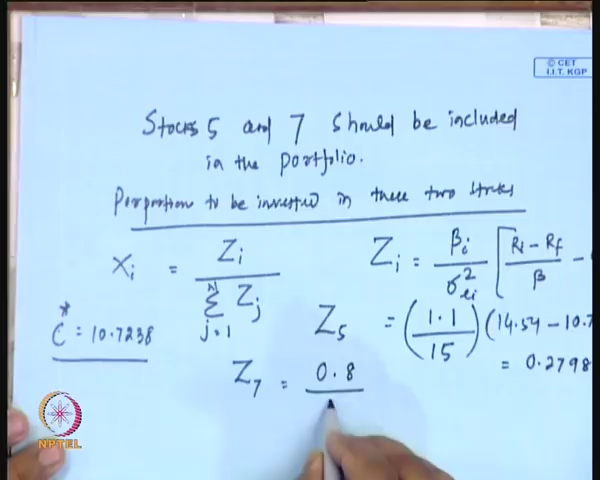 © CET
I.I.T. KGP
Stocks 5 and 7 should be included
in the portfolio.
Proportion to be invested in these two stocks
Xi = Zi / Σ j=1 Zj
Zi = βi / σ²ei [ Ri - Rf / β -
C* = 10.7238
Z5 = (1.1 / 15) (14.54 - 10.7
= 0.2798
Z7 = 0.8
NPTEL